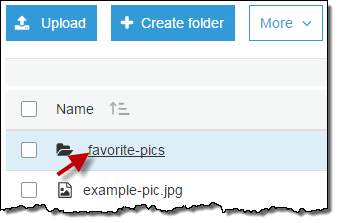 Upload + Create folder More
Name
favorite-pics
example-pic.jpg